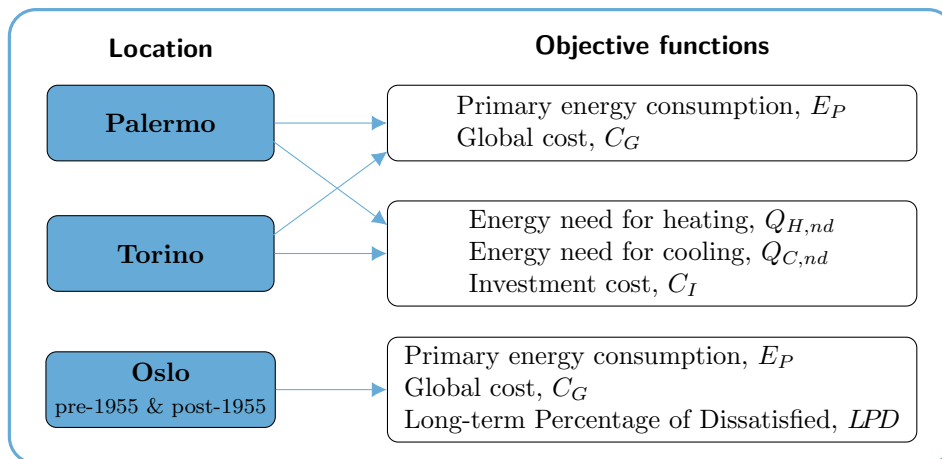 Location
Objective functions
Palermo
Primary energy consumption, E_P
Global cost, C_G
Torino
Energy need for heating, Q_{H,nd}
Energy need for cooling, Q_{C,nd}
Investment cost, C_I
Oslo
pre-1955 & post-1955
Primary energy consumption, E_P
Global cost, C_G
Long-term Percentage of Dissatisfied, LPD